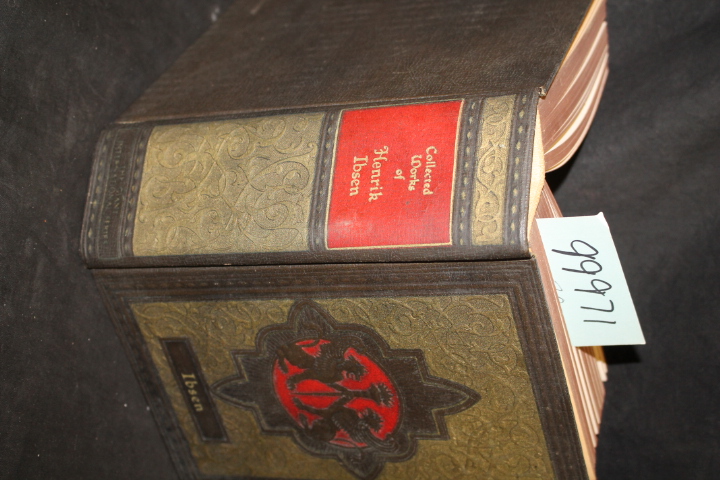 Collected
Works
of
Henrik
Ibsen
Ibsen
99971